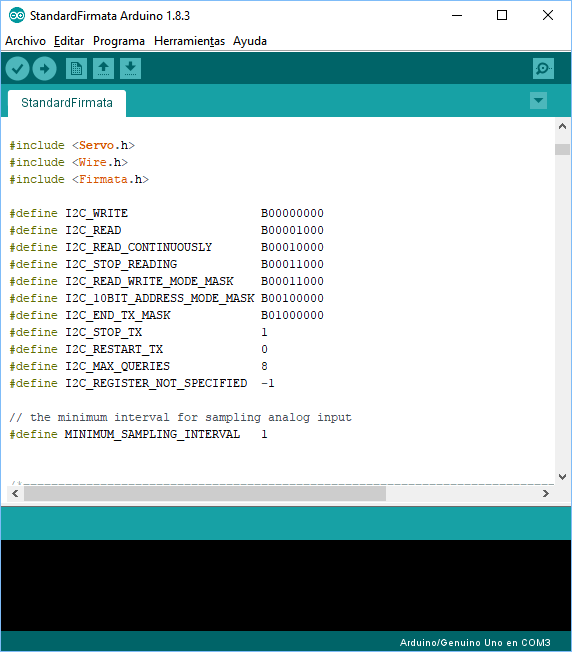 StandardFirmata Arduino 1.8.3
Archivo Editar Programa Herramientas Ayuda
StandardFirmata
#include <Servo.h>
#include <Wire.h>
#include <Firmata.h>
#define I2C_WRITE B00000000
#define I2C_READ B00001000
#define I2C_READ_CONTINUOUSLY B00010000
#define I2C_STOP_READING B00011000
#define I2C_READ_WRITE_MODE_MASK B00011000
#define I2C_10BIT_ADDRESS_MODE_MASK B00100000
#define I2C_END_TX_MASK B01000000
#define I2C_STOP_TX 1
#define I2C_RESTART_TX 0
#define I2C_MAX_QUERIES 8
#define I2C_REGISTER_NOT_SPECIFIED -1
// the minimum interval for sampling analog input
#define MINIMUM_SAMPLING_INTERVAL 1
Arduino/Genuino Uno en COM3